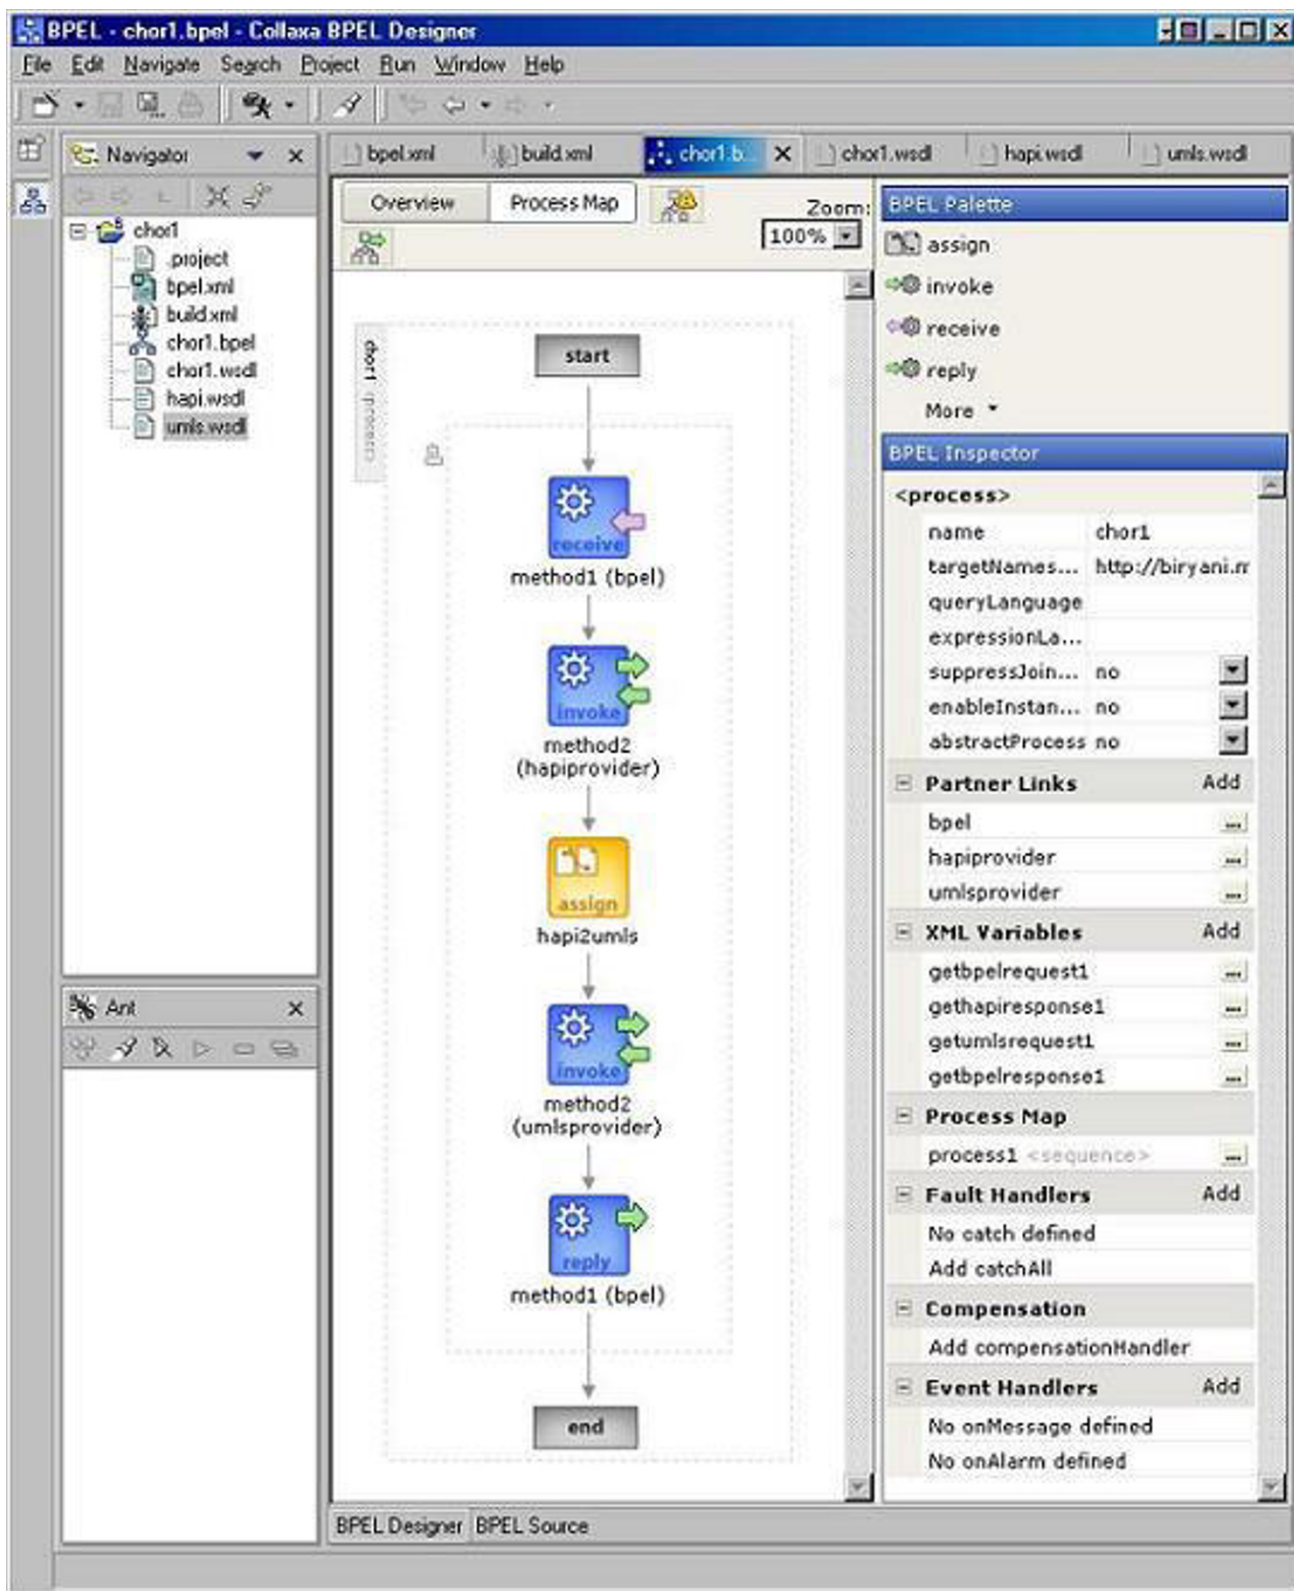 BPEL - chor1.bpel - Collaxa BPEL Designer
File Edit Navigate Search Project Run Window Help
Navigator
chor1
.project
bpel.xml
build.xml
chor1.bpel
chor1.wsdl
hapi.wsdl
umls.wsdl
Ant
bpel.xml build.xml chor1.b... chor1.wsdl hapi.wsdl umls.wsdl
Overview Process Map Zoom:
100%
chor1 (process)
start
receive
method1 (bpel)
invoke
method2
(hapiprovider)
assign
hapi2umls
invoke
method2
(umlsprovider)
reply
method1 (bpel)
end
BPEL Designer BPEL Source
BPEL Palette
assign
invoke
receive
reply
More
BPEL Inspector
<process>
name chor1
targetNames... http://biryani.m
queryLanguage
expressionLa...
suppressJoin... no
enableInstan... no
abstractProcess no
Partner Links Add
bpel ...
hapiprovider ...
umlsprovider ...
XML Variables Add
getbpelrequest1 ...
gethapiresponse1 ...
getumlsrequest1 ...
getbpelresponse1 ...
Process Map
process1 <sequence> ...
Fault Handlers Add
No catch defined
Add catchAll
Compensation
Add compensationHandler
Event Handlers Add
No onMessage defined
No onAlarm defined